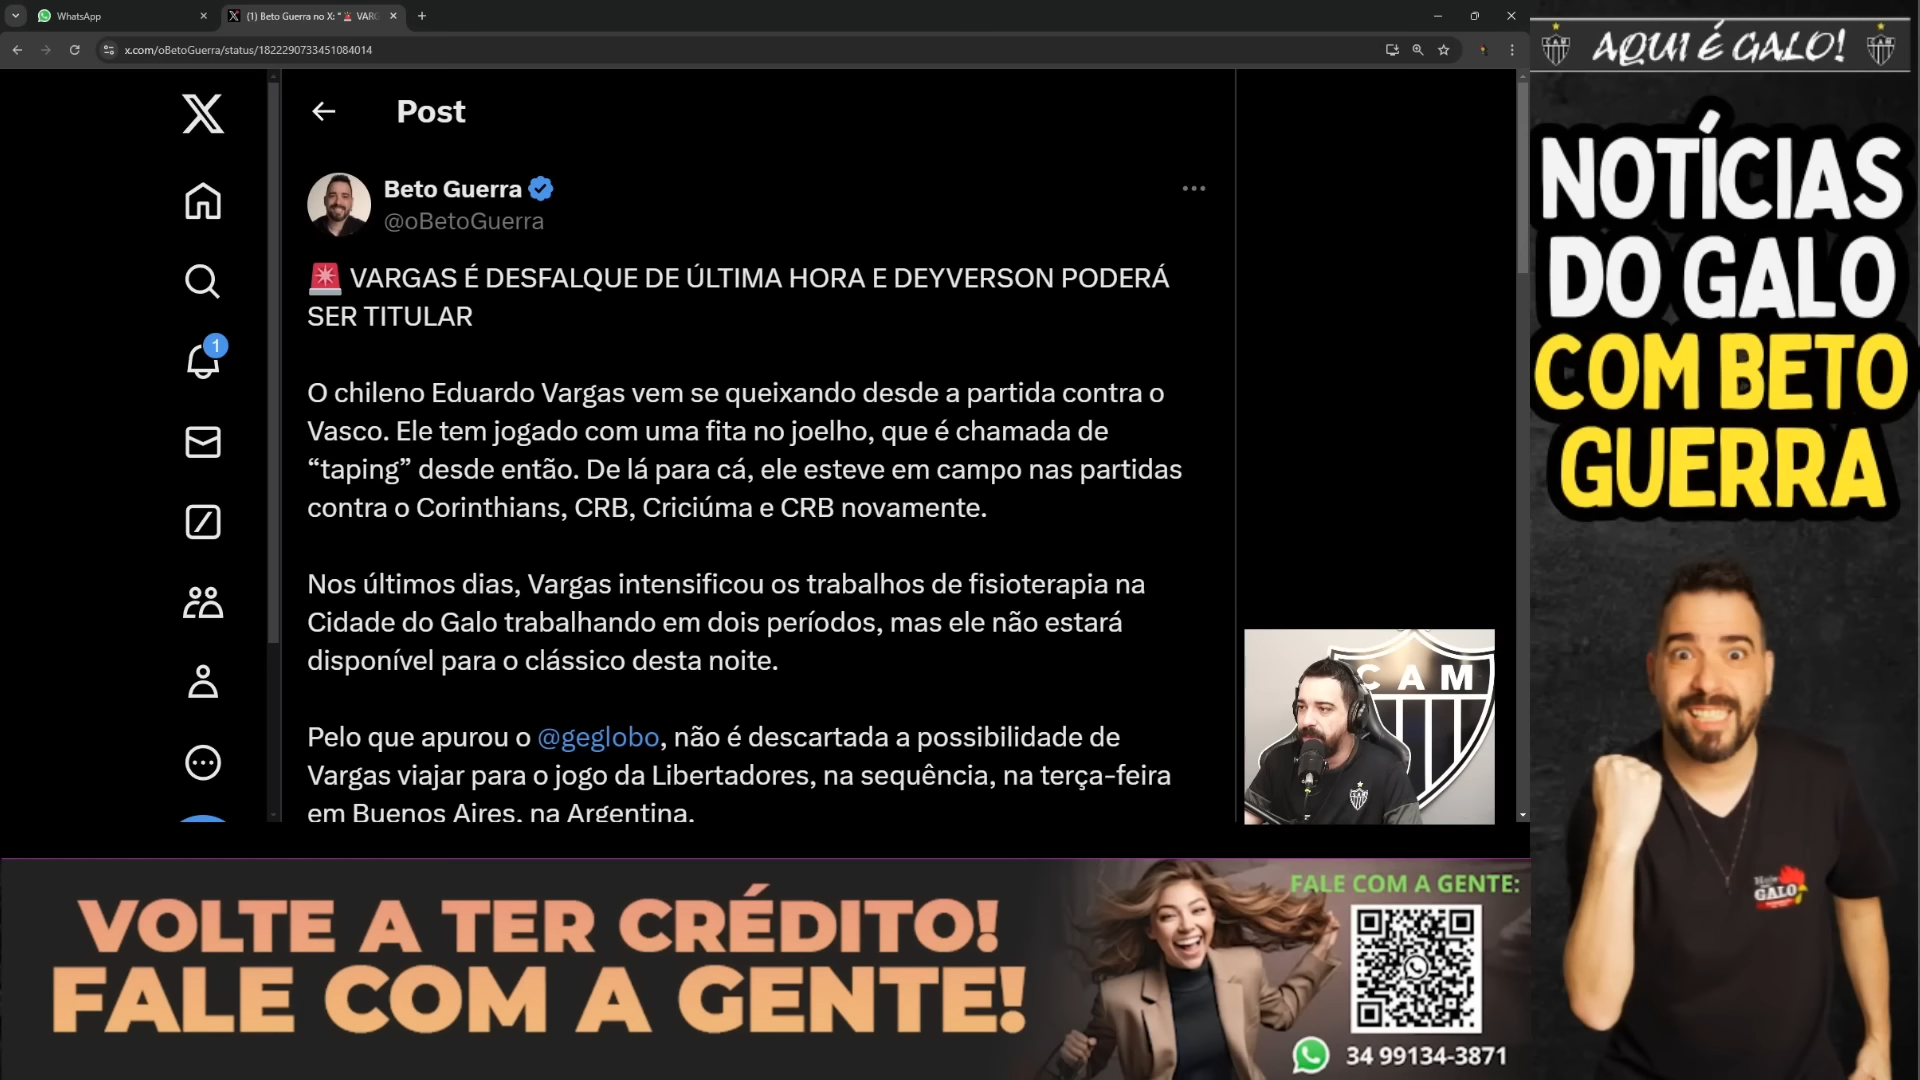 WhatsApp
(1) Beto Guerra no X: "🚨 VARG
x.com/oBetoGuerra/status/1822290733451084014
Post
Beto Guerra
@oBetoGuerra
🚨 VARGAS É DESFALQUE DE ÚLTIMA HORA E DEYVERSON PODERÁ
SER TITULAR
O chileno Eduardo Vargas vem se queixando desde a partida contra o
Vasco. Ele tem jogado com uma fita no joelho, que é chamada de
“taping” desde então. De lá para cá, ele esteve em campo nas partidas
contra o Corinthians, CRB, Criciúma e CRB novamente.
Nos últimos dias, Vargas intensificou os trabalhos de fisioterapia na
Cidade do Galo trabalhando em dois períodos, mas ele não estará
disponível para o clássico desta noite.
Pelo que apurou o @geglobo, não é descartada a possibilidade de
Vargas viajar para o jogo da Libertadores, na sequência, na terça-feira
em Buenos Aires, na Argentina.
1
CAM
AQUI É GALO!
CAM
NOTÍCIAS
DO GALO
COM BETO
GUERRA
CAM
GALO
VOLTE A TER CRÉDITO!
FALE COM A GENTE!
FALE COM A GENTE:
34 99134-3871